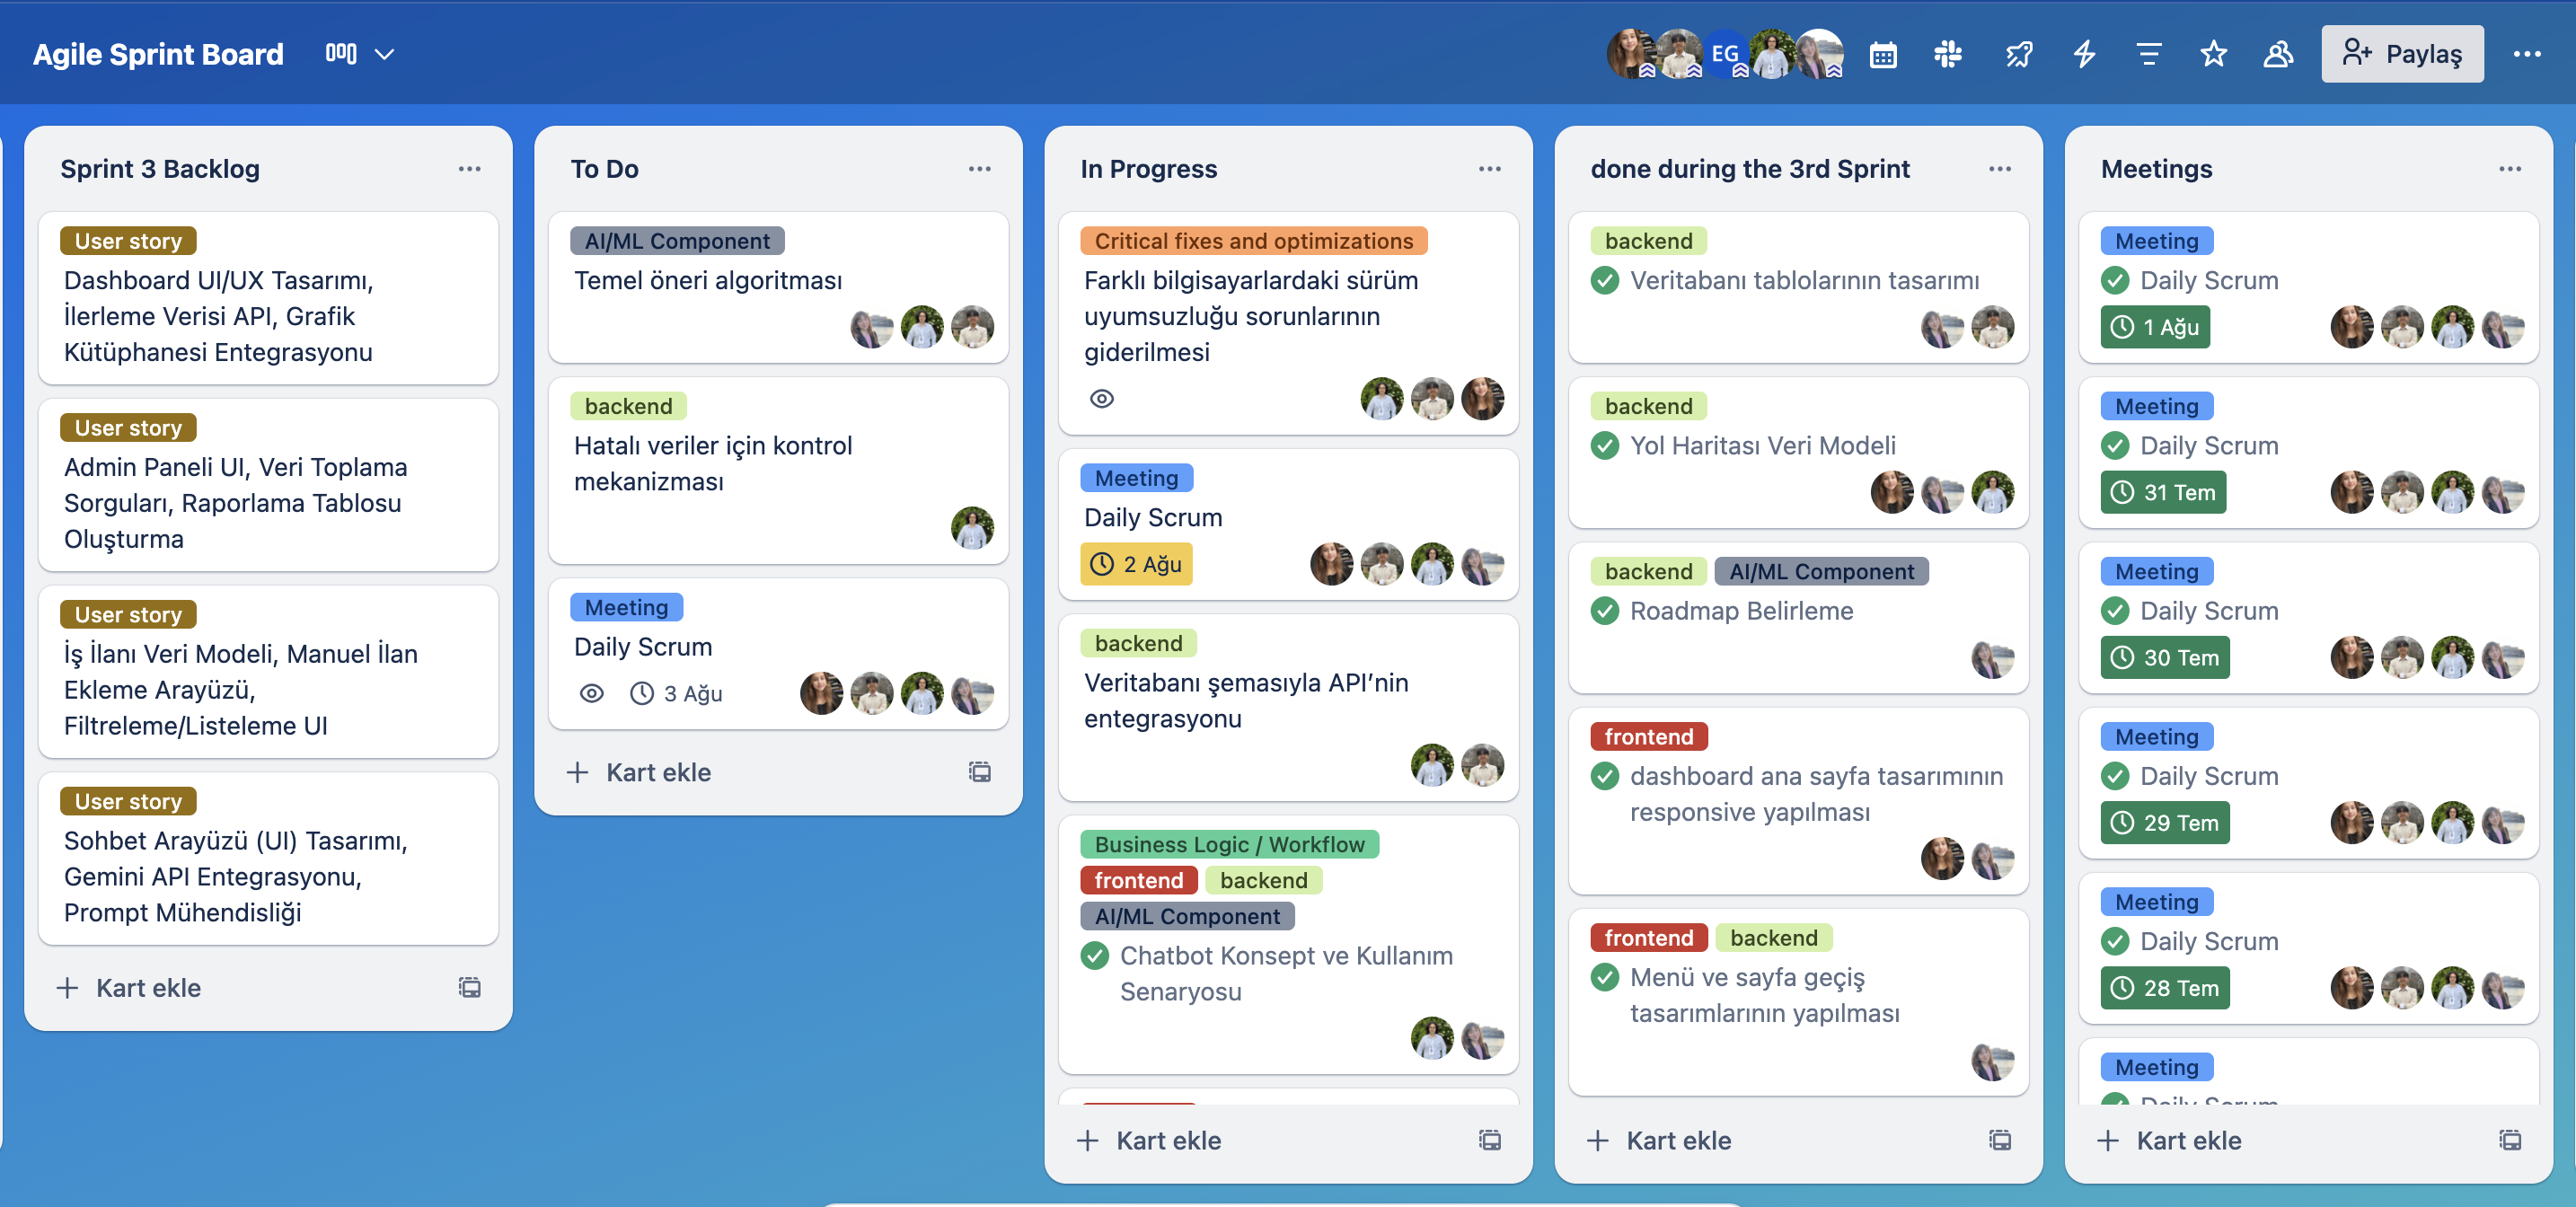 Agile Sprint Board
EG
Paylaş
Sprint 3 Backlog
User story
Dashboard UI/UX Tasarımı,
İlerleme Verisi API, Grafik
Kütüphanesi Entegrasyonu
User story
Admin Paneli UI, Veri Toplama
Sorguları, Raporlama Tablosu
Oluşturma
User story
İş İlanı Veri Modeli, Manuel İlan
Ekleme Arayüzü,
Filtreleme/Listeleme UI
User story
Sohbet Arayüzü (UI) Tasarımı,
Gemini API Entegrasyonu,
Prompt Mühendisliği
Kart ekle
To Do
AI/ML Component
Temel öneri algoritması
backend
Hatalı veriler için kontrol
mekanizması
Meeting
Daily Scrum
3 Ağu
Kart ekle
In Progress
Critical fixes and optimizations
Farklı bilgisayarlardaki sürüm
uyumsuzluğu sorunlarının
giderilmesi
Meeting
Daily Scrum
2 Ağu
backend
Veritabanı şemasıyla API’nin
entegrasyonu
Business Logic / Workflow
frontend backend
AI/ML Component
Chatbot Konsept ve Kullanım
Senaryosu
Kart ekle
done during the 3rd Sprint
backend
Veritabanı tablolarının tasarımı
backend
Yol Haritası Veri Modeli
backend AI/ML Component
Roadmap Belirleme
frontend
dashboard ana sayfa tasarımının
responsive yapılması
frontend backend
Menü ve sayfa geçiş
tasarımlarının yapılması
Kart ekle
Meetings
Meeting
Daily Scrum
1 Ağu
Meeting
Daily Scrum
31 Tem
Meeting
Daily Scrum
30 Tem
Meeting
Daily Scrum
29 Tem
Meeting
Daily Scrum
28 Tem
Meeting
Daily Scrum
Kart ekle